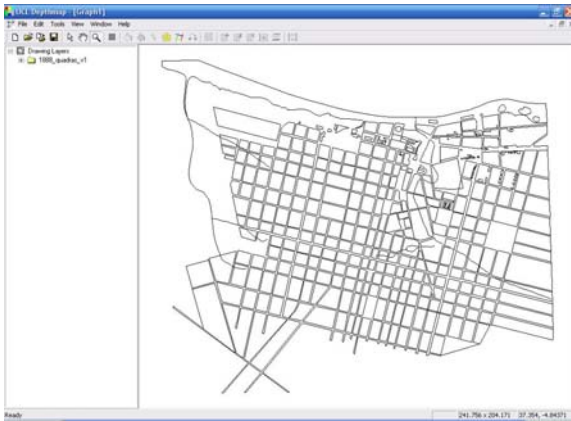 UCL Depthmap - [Graph1]
File Edit Tools View Window Help
Drawing Layers
1888_quadras_v1
Ready
241.756 x 204.171 37.354, -4.84371